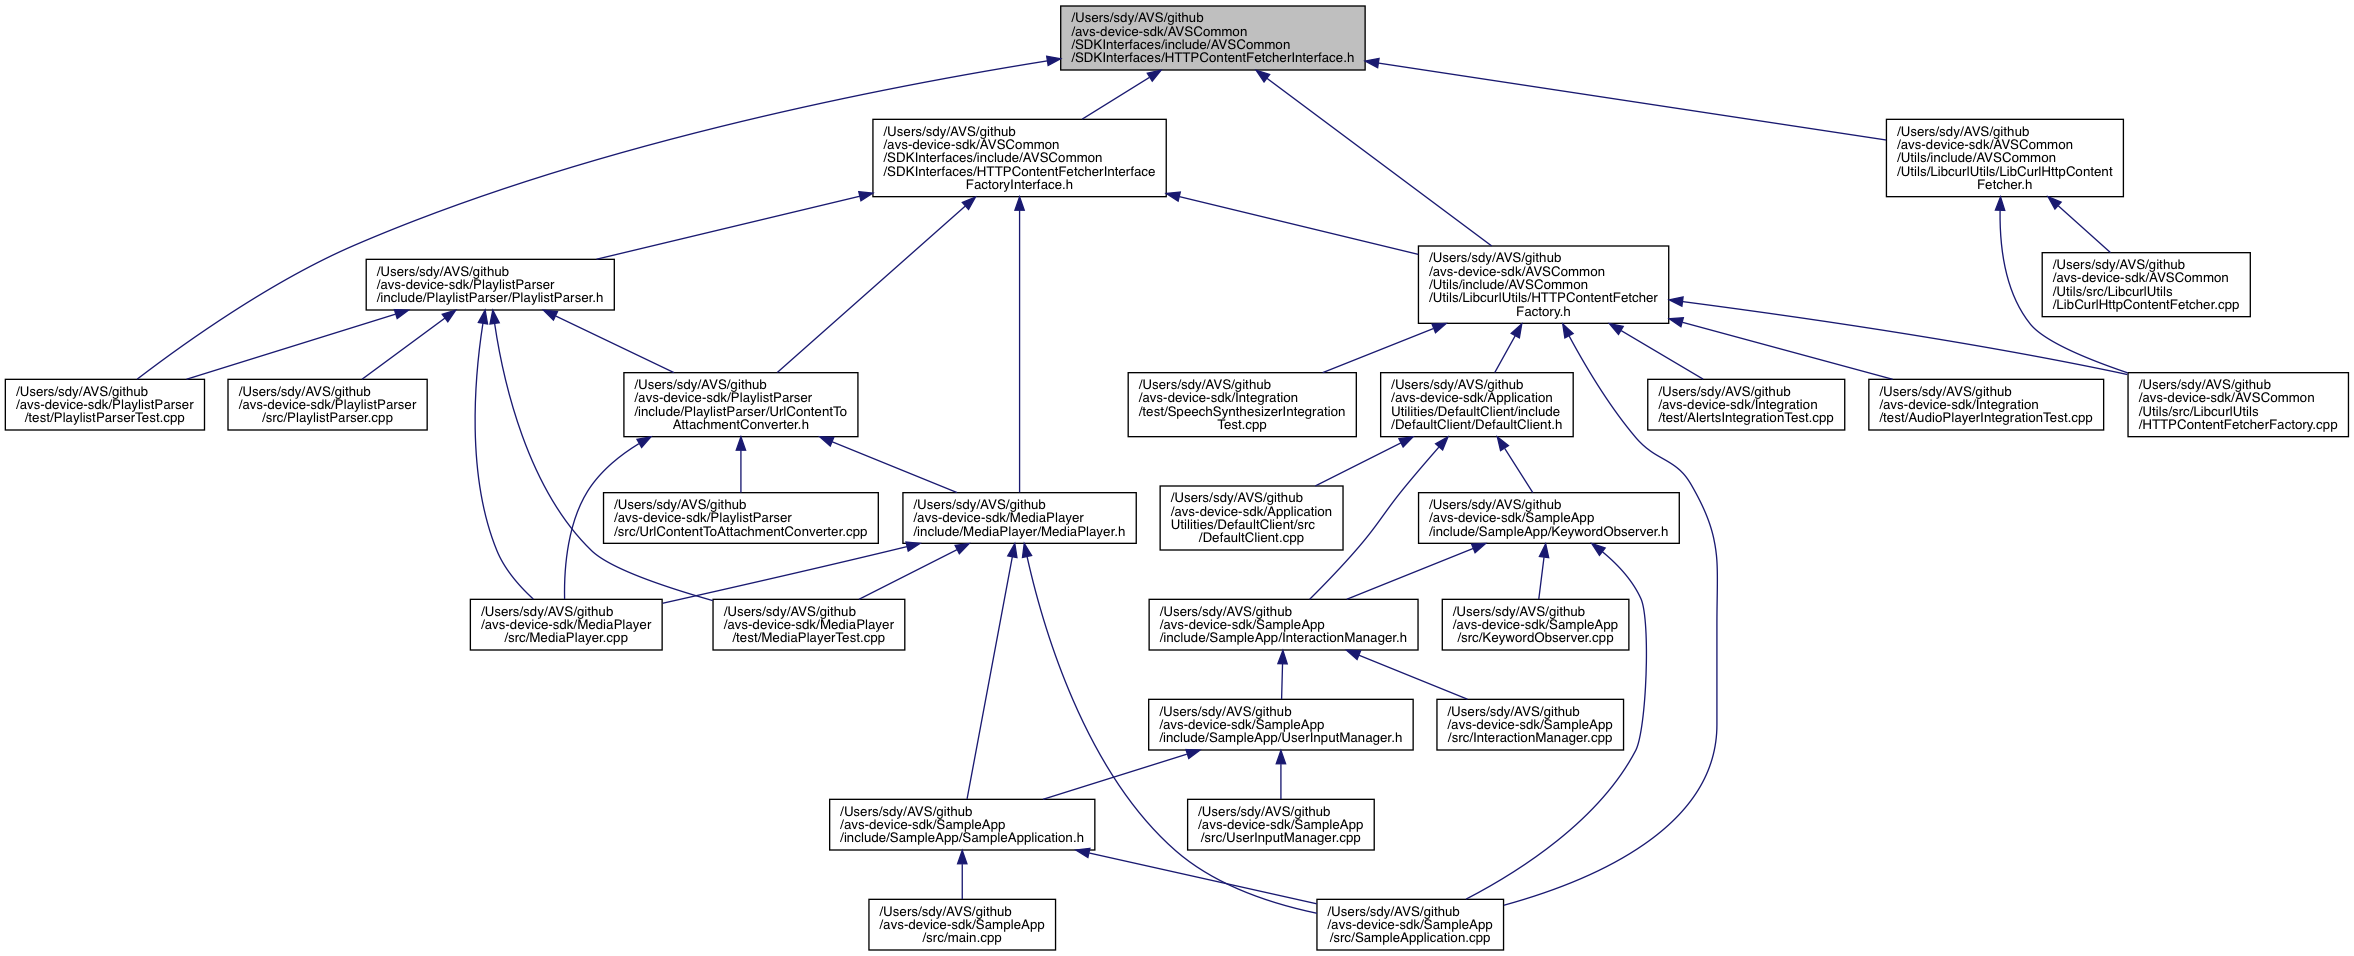 /Users/sdy/AVS/github
/avs-device-sdk/AVSCommon
/SDKInterfaces/include/AVSCommon
/SDKInterfaces/HTTPContentFetcherInterface.h
/Users/sdy/AVS/github
/avs-device-sdk/AVSCommon
/SDKInterfaces/include/AVSCommon
/SDKInterfaces/HTTPContentFetcherInterface
FactoryInterface.h
/Users/sdy/AVS/github
/avs-device-sdk/AVSCommon
/Utils/include/AVSCommon
/Utils/LibcurlUtils/LibCurlHttpContent
Fetcher.h
/Users/sdy/AVS/github
/avs-device-sdk/PlaylistParser
/include/PlaylistParser/PlaylistParser.h
/Users/sdy/AVS/github
/avs-device-sdk/AVSCommon
/Utils/include/AVSCommon
/Utils/LibcurlUtils/HTTPContentFetcher
Factory.h
/Users/sdy/AVS/github
/avs-device-sdk/AVSCommon
/Utils/src/LibcurlUtils
/LibCurlHttpContentFetcher.cpp
/Users/sdy/AVS/github
/avs-device-sdk/PlaylistParser
/test/PlaylistParserTest.cpp
/Users/sdy/AVS/github
/avs-device-sdk/PlaylistParser
/src/PlaylistParser.cpp
/Users/sdy/AVS/github
/avs-device-sdk/PlaylistParser
/include/PlaylistParser/UrlContentTo
AttachmentConverter.h
/Users/sdy/AVS/github
/avs-device-sdk/Integration
/test/SpeechSynthesizerIntegration
Test.cpp
/Users/sdy/AVS/github
/avs-device-sdk/Application
Utilities/DefaultClient/include
/DefaultClient/DefaultClient.h
/Users/sdy/AVS/github
/avs-device-sdk/Integration
/test/AlertsIntegrationTest.cpp
/Users/sdy/AVS/github
/avs-device-sdk/Integration
/test/AudioPlayerIntegrationTest.cpp
/Users/sdy/AVS/github
/avs-device-sdk/AVSCommon
/Utils/src/LibcurlUtils
/HTTPContentFetcherFactory.cpp
/Users/sdy/AVS/github
/avs-device-sdk/PlaylistParser
/src/UrlContentToAttachmentConverter.cpp
/Users/sdy/AVS/github
/avs-device-sdk/MediaPlayer
/include/MediaPlayer/MediaPlayer.h
/Users/sdy/AVS/github
/avs-device-sdk/Application
Utilities/DefaultClient/src
/DefaultClient.cpp
/Users/sdy/AVS/github
/avs-device-sdk/SampleApp
/include/SampleApp/KeywordObserver.h
/Users/sdy/AVS/github
/avs-device-sdk/MediaPlayer
/src/MediaPlayer.cpp
/Users/sdy/AVS/github
/avs-device-sdk/MediaPlayer
/test/MediaPlayerTest.cpp
/Users/sdy/AVS/github
/avs-device-sdk/SampleApp
/include/SampleApp/InteractionManager.h
/Users/sdy/AVS/github
/avs-device-sdk/SampleApp
/src/KeywordObserver.cpp
/Users/sdy/AVS/github
/avs-device-sdk/SampleApp
/include/SampleApp/UserInputManager.h
/Users/sdy/AVS/github
/avs-device-sdk/SampleApp
/src/InteractionManager.cpp
/Users/sdy/AVS/github
/avs-device-sdk/SampleApp
/include/SampleApp/SampleApplication.h
/Users/sdy/AVS/github
/avs-device-sdk/SampleApp
/src/UserInputManager.cpp
/Users/sdy/AVS/github
/avs-device-sdk/SampleApp
/src/main.cpp
/Users/sdy/AVS/github
/avs-device-sdk/SampleApp
/src/SampleApplication.cpp